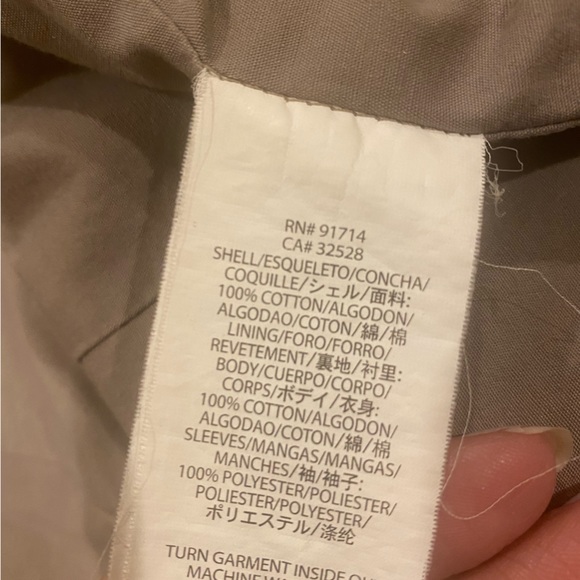 RN# 91714
CA# 32528
SHELL/ESQUELETO/CONCHA/
COQUILLE/シェル/面料:
100% COTTON/ALGODON/
ALGODAO/COTON/綿/棉
LINING/FORO/FORRO/
REVETEMENT/裏地/衬里:
BODY/CUERPO/CORPO/
CORPS/ボディ/衣身:
100% COTTON/ALGODON/
ALGODAO/COTON/綿/棉
SLEEVES/MANGAS/MANGAS/
MANCHES/袖/袖子:
100% POLYESTER/POLIESTER/
POLIESTER/POLYESTER/
ポリエステル/涤纶
TURN GARMENT INSIDE
MACHINE